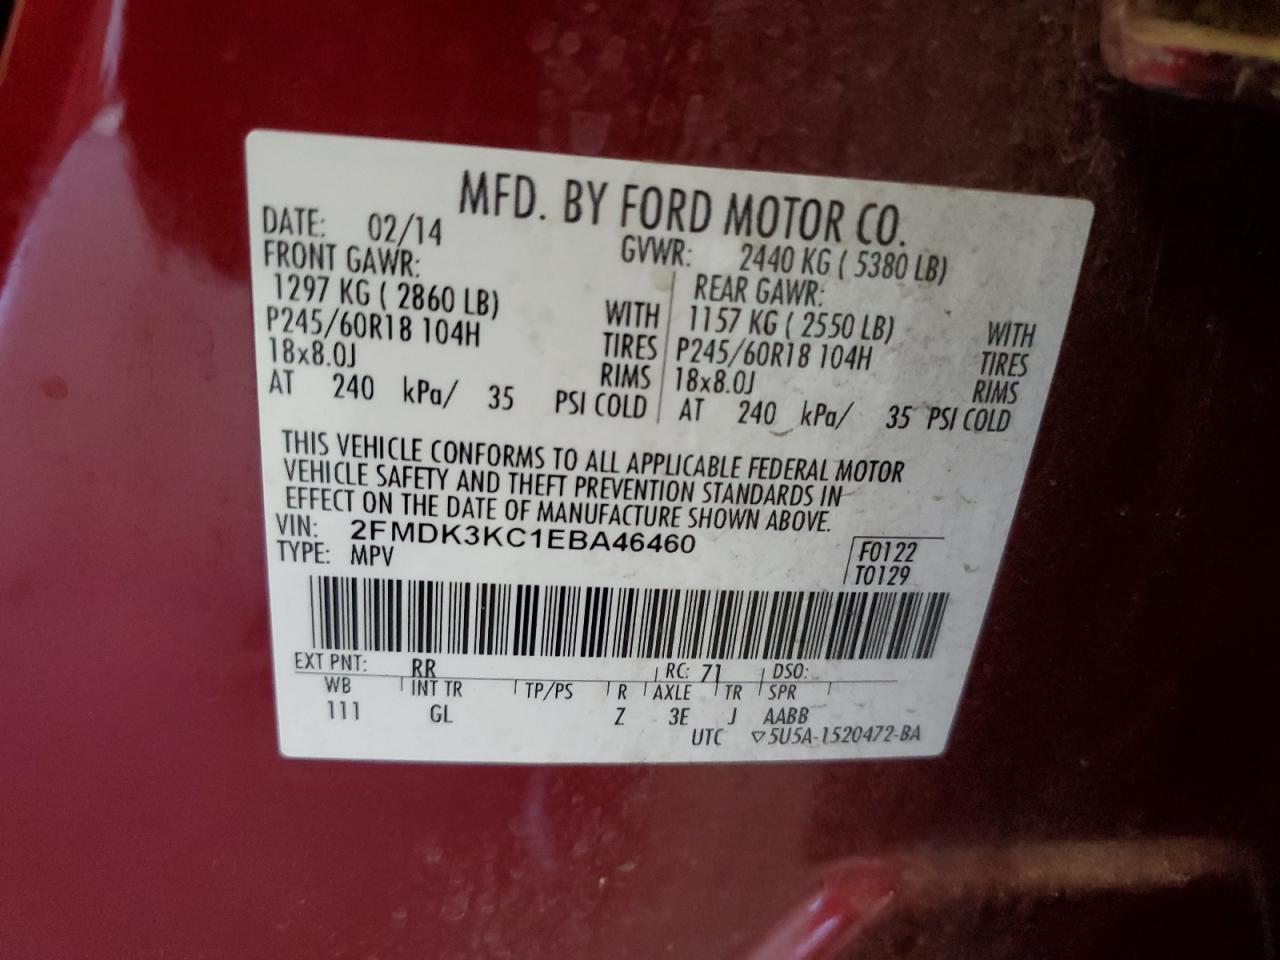 MFD. BY FORD MOTOR CO.
DATE: 02/14 GVWR: 2440 KG ( 5380 LB)
FRONT GAWR: REAR GAWR:
1297 KG ( 2860 LB) WITH 1157 KG ( 2550 LB) WITH
P245/60R18 104H TIRES P245/60R18 104H TIRES
18x8.0J RIMS 18x8.0J RIMS
AT 240 kPa/ 35 PSI COLD AT 240 kPa/ 35 PSI COLD
THIS VEHICLE CONFORMS TO ALL APPLICABLE FEDERAL MOTOR
VEHICLE SAFETY AND THEFT PREVENTION STANDARDS IN
EFFECT ON THE DATE OF MANUFACTURE SHOWN ABOVE.
VIN: 2FMDK3KC1EBA46460
TYPE: MPV F0122
T0129
EXT PNT: RR RC: 71 DSO:
WB INT TR TP/PS R AXLE TR SPR
111 GL Z 3E J AABB
UTC ▽5U5A-1520472-BA